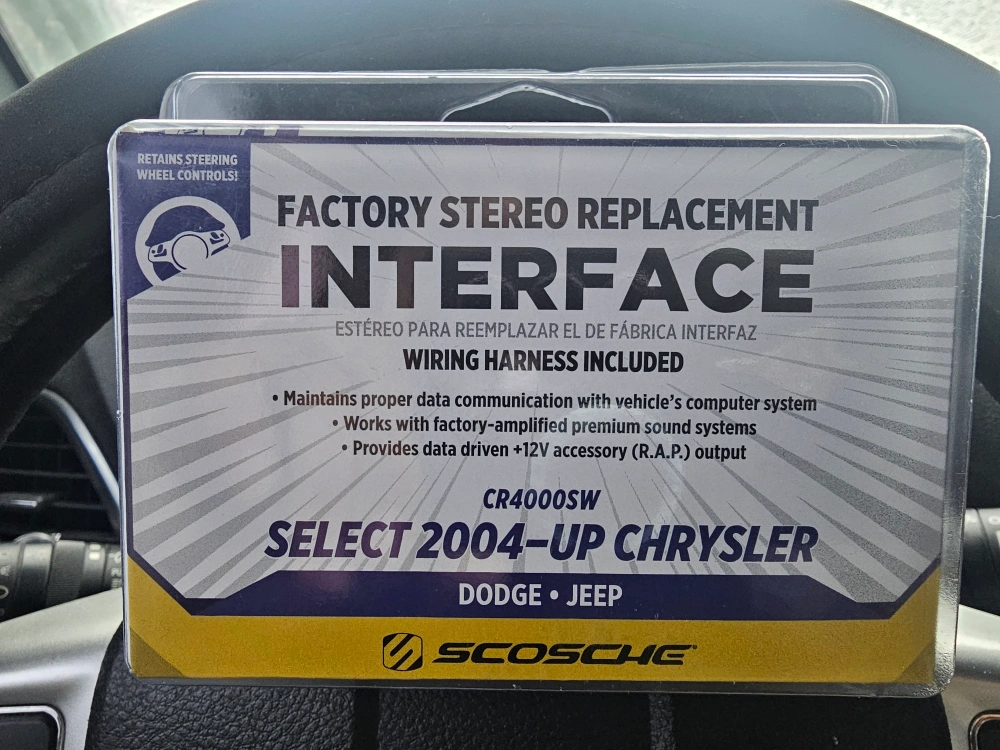 RETAINS STEERING
WHEEL CONTROLS!
FACTORY STEREO REPLACEMENT
INTERFACE
ESTÉREO PARA REEMPLAZAR EL DE FÁBRICA INTERFAZ
WIRING HARNESS INCLUDED
• Maintains proper data communication with vehicle's computer system
• Works with factory-amplified premium sound systems
• Provides data driven +12V accessory (R.A.P.) output
CR4000SW
SELECT 2004-UP CHRYSLER
DODGE • JEEP
SCOSCHE